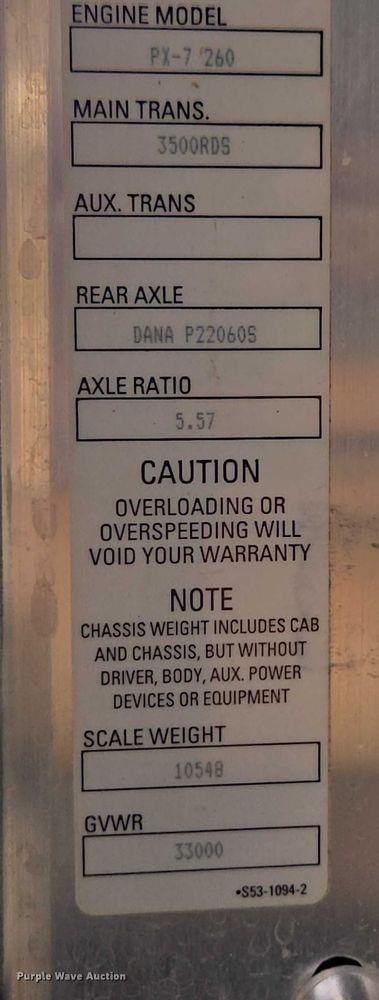 ENGINE MODEL
PX-7 260
MAIN TRANS.
3500RDS
AUX. TRANS
REAR AXLE
DANA P22060S
AXLE RATIO
5.57
CAUTION
OVERLOADING OR
OVERSPEEDING WILL
VOID YOUR WARRANTY
NOTE
CHASSIS WEIGHT INCLUDES CAB
AND CHASSIS, BUT WITHOUT
DRIVER, BODY, AUX. POWER
DEVICES OR EQUIPMENT
SCALE WEIGHT
10548
GVWR
33000
•S53-1094-2
Purple Wave Auction